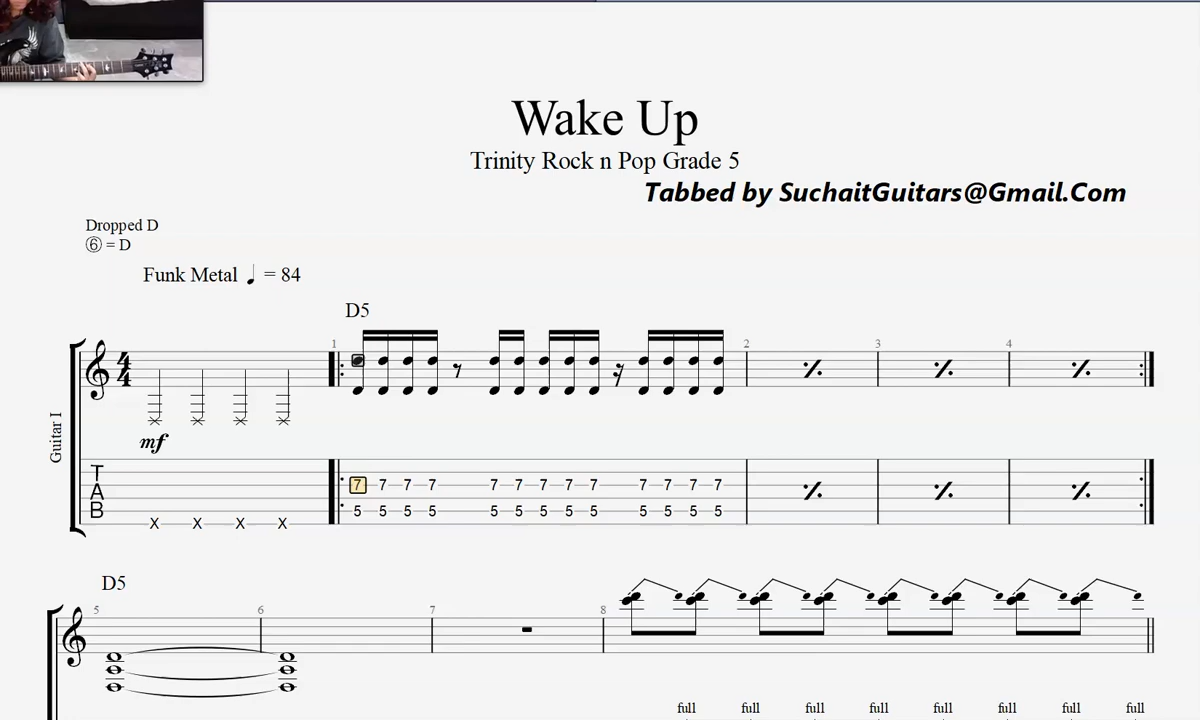 Wake Up
Trinity Rock n Pop Grade 5
Tabbed by SuchaitGuitars@Gmail.Com
Dropped D
⑥ = D
Funk Metal ♩ = 84
D5
1 2 3 4
4
4
Guitar I
mf
T
A
B
7 7 7 7 7 7 7 7 7 7 7 7 7
5 5 5 5 5 5 5 5 5 5 5 5 5
X X X X
D5
5 6 7 8
full full full full full full full full